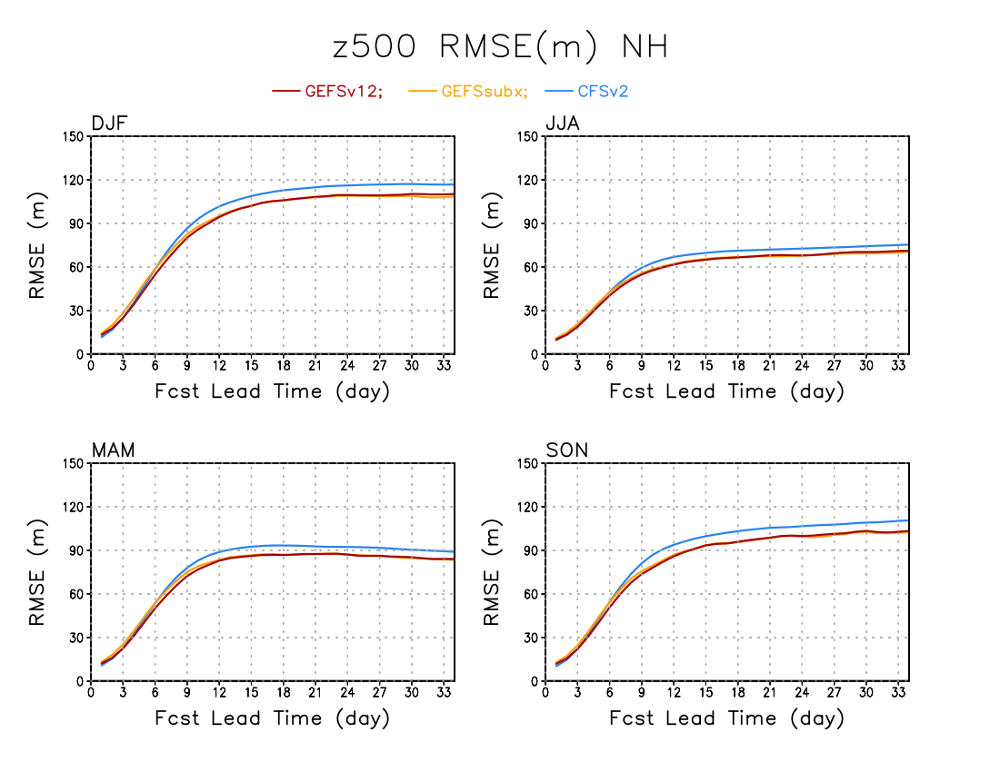 z500 RMSE(m) NH
GEFSv12; GEFSsubx; CFSv2
DJF
150
120
90
60
30
0
RMSE (m)
0 3 6 9 12 15 18 21 24 27 30 33
Fcst Lead Time (day)
JJA
150
120
90
60
30
0
RMSE (m)
0 3 6 9 12 15 18 21 24 27 30 33
Fcst Lead Time (day)
MAM
150
120
90
60
30
0
RMSE (m)
0 3 6 9 12 15 18 21 24 27 30 33
Fcst Lead Time (day)
SON
150
120
90
60
30
0
RMSE (m)
0 3 6 9 12 15 18 21 24 27 30 33
Fcst Lead Time (day)